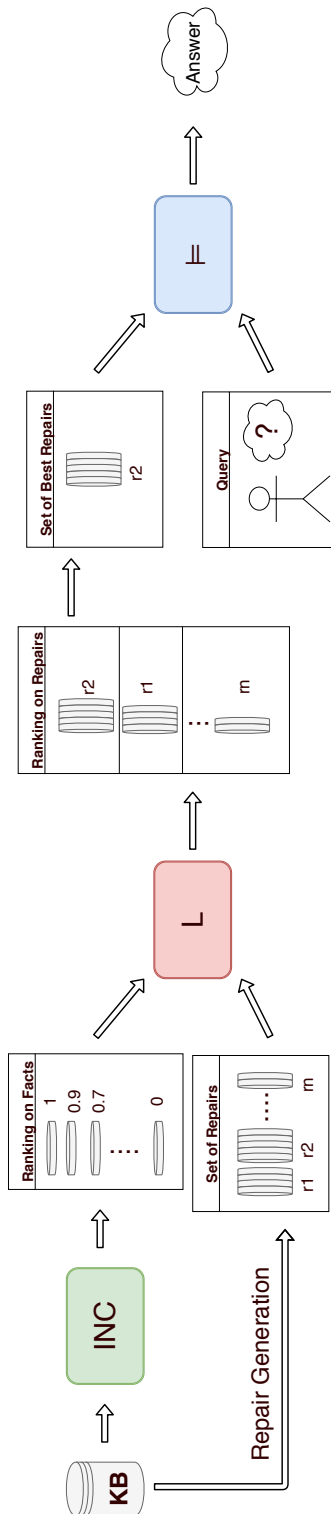 KB
INC
Repair Generation
Ranking on Facts
1
0.9
0.7
....
0
Set of Repairs
r1
r2
....
rn
L
Ranking on Repairs
r2
r1
...
rn
Set of Best Repairs
r2
Query
?
⊨
Answer